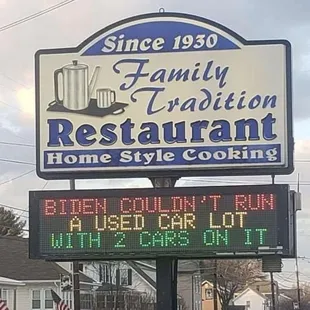 Since 1930
Family
Tradition
Restaurant
Home Style Cooking
BIDEN COULDN'T RUN
A USED CAR LOT
WITH 2 CARS ON IT